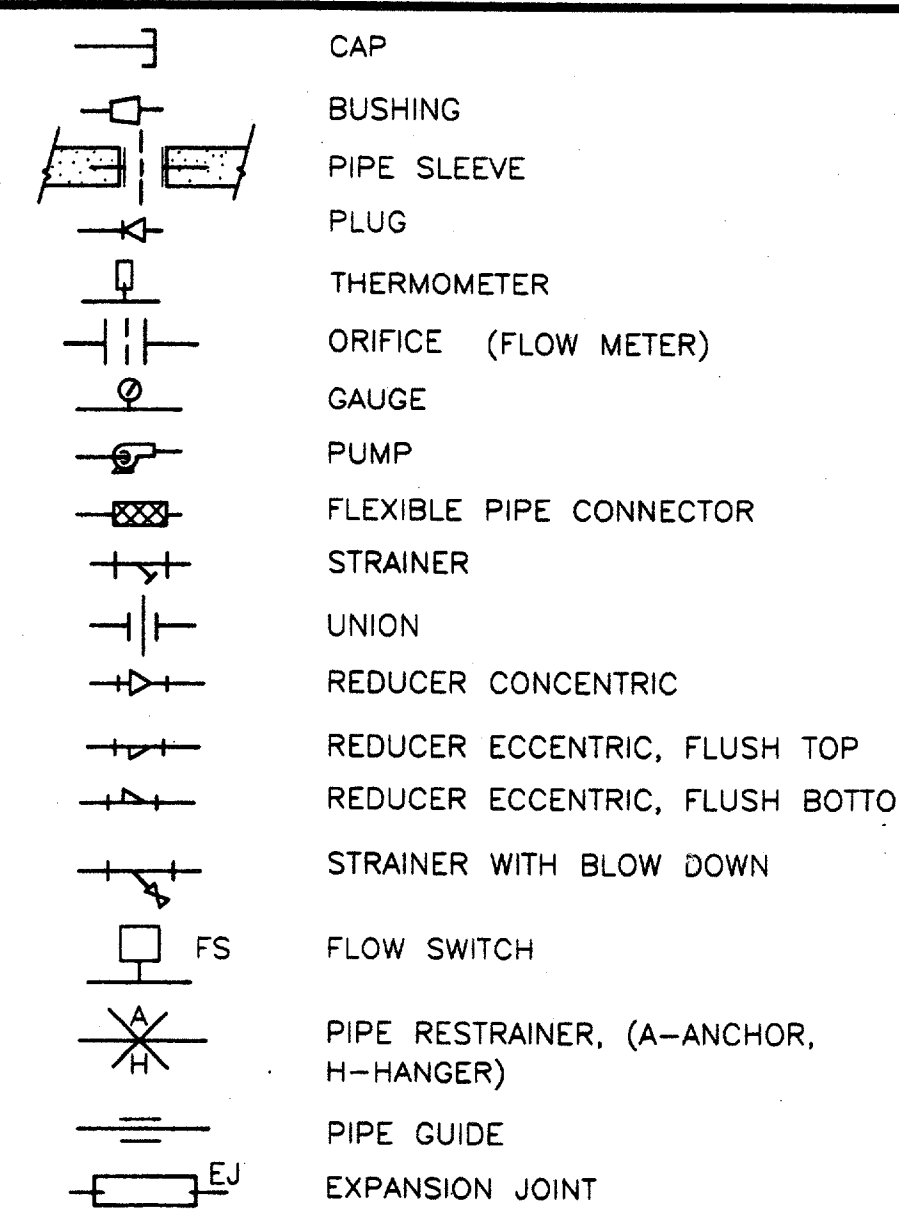 CAP
BUSHING
PIPE SLEEVE
PLUG
THERMOMETER
ORIFICE (FLOW METER)
GAUGE
PUMP
FLEXIBLE PIPE CONNECTOR
STRAINER
UNION
REDUCER CONCENTRIC
REDUCER ECCENTRIC, FLUSH TOP
REDUCER ECCENTRIC, FLUSH BOTTO
STRAINER WITH BLOW DOWN
FS FLOW SWITCH
A
H
PIPE RESTRAINER, (A-ANCHOR,
H-HANGER)
PIPE GUIDE
EJ EXPANSION JOINT